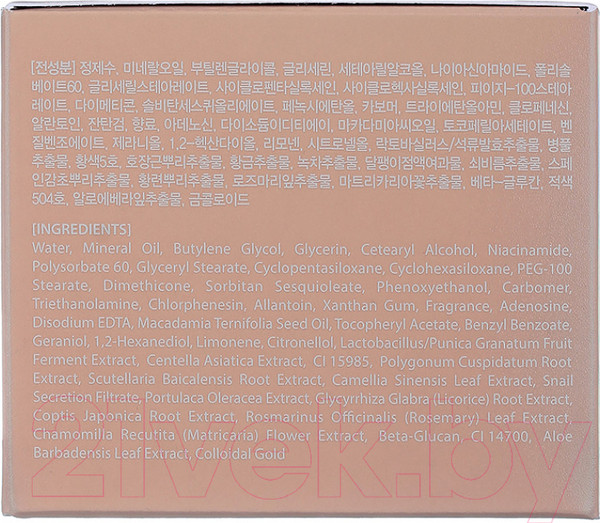 [전성분] 정제수, 미네랄오일, 부틸렌글라이콜, 글리세린, 세테아릴알코올, 나이아신아마이드, 폴리솔
베이트60, 글리세릴스테아레이트, 사이클로펜타실록세인, 사이클로헥사실록세인, 피이지-100스테아
레이트, 다이메티콘, 솔비탄세스퀴올리에이트, 페녹시에탄올, 카보머, 트라이에탄올아민, 클로페네신,
알란토인, 잔탄검, 향료, 아데노신, 다이소듐이디티에이, 마카다미아씨오일, 토코페릴아세테이트, 벤
질벤조에이트, 제라니올, 1,2-헥산다이올, 리모넨, 시트로넬올, 락토바실러스/석류발효추출물, 병풀
추출물, 황색5호, 호장근뿌리추출물, 황금추출물, 녹차추출물, 달팽이점액여과물, 쇠비름추출물, 스페
인감초뿌리추출물, 황련뿌리추출물, 로즈마리잎추출물, 마트리카리아꽃추출물, 베타-글루칸, 적색
504호, 알로에베라잎추출물, 금콜로이드
[INGREDIENTS]
Water, Mineral Oil, Butylene Glycol, Glycerin, Cetearyl Alcohol, Niacinamide,
Polysorbate 60, Glyceryl Stearate, Cyclopentasiloxane, Cyclohexasiloxane, PEG-100
Stearate, Dimethicone, Sorbitan Sesquioleate, Phenoxyethanol, Carbomer,
Triethanolamine, Chlorphenesin, Allantoin, Xanthan Gum, Fragrance, Adenosine;
Disodium EDTA, Macadamia Ternifolia Seed Oil, Tocopheryl Acetate, Benzyl Benzoate,
Geraniol, 1,2-Hexanediol, Limonene, Citronellol, Lactobacillus/Punica Granatum Fruit
Ferment Extract, Centella Asiatica Extract, CI 15985, Polygonum Cuspidatum Root
Extract, Scutellaria Baicalensis Root Extract, Camellia Sinensis Leaf Extract, Snail
Secretion Filtrate, Portulaca Oleracea Extract, Glycyrrhiza Glabra (Licorice) Root Extract,
Coptis Japonica Root Extract, Rosmarinus Officinalis (Rosemary) Leaf Extract
Chamomilla Recutita (Matricaria) Flower Extract, Beta-Glucan, CI 14700, Aloe
Barbadensis Leaf Extract, Colloidal Gold
21vek.by